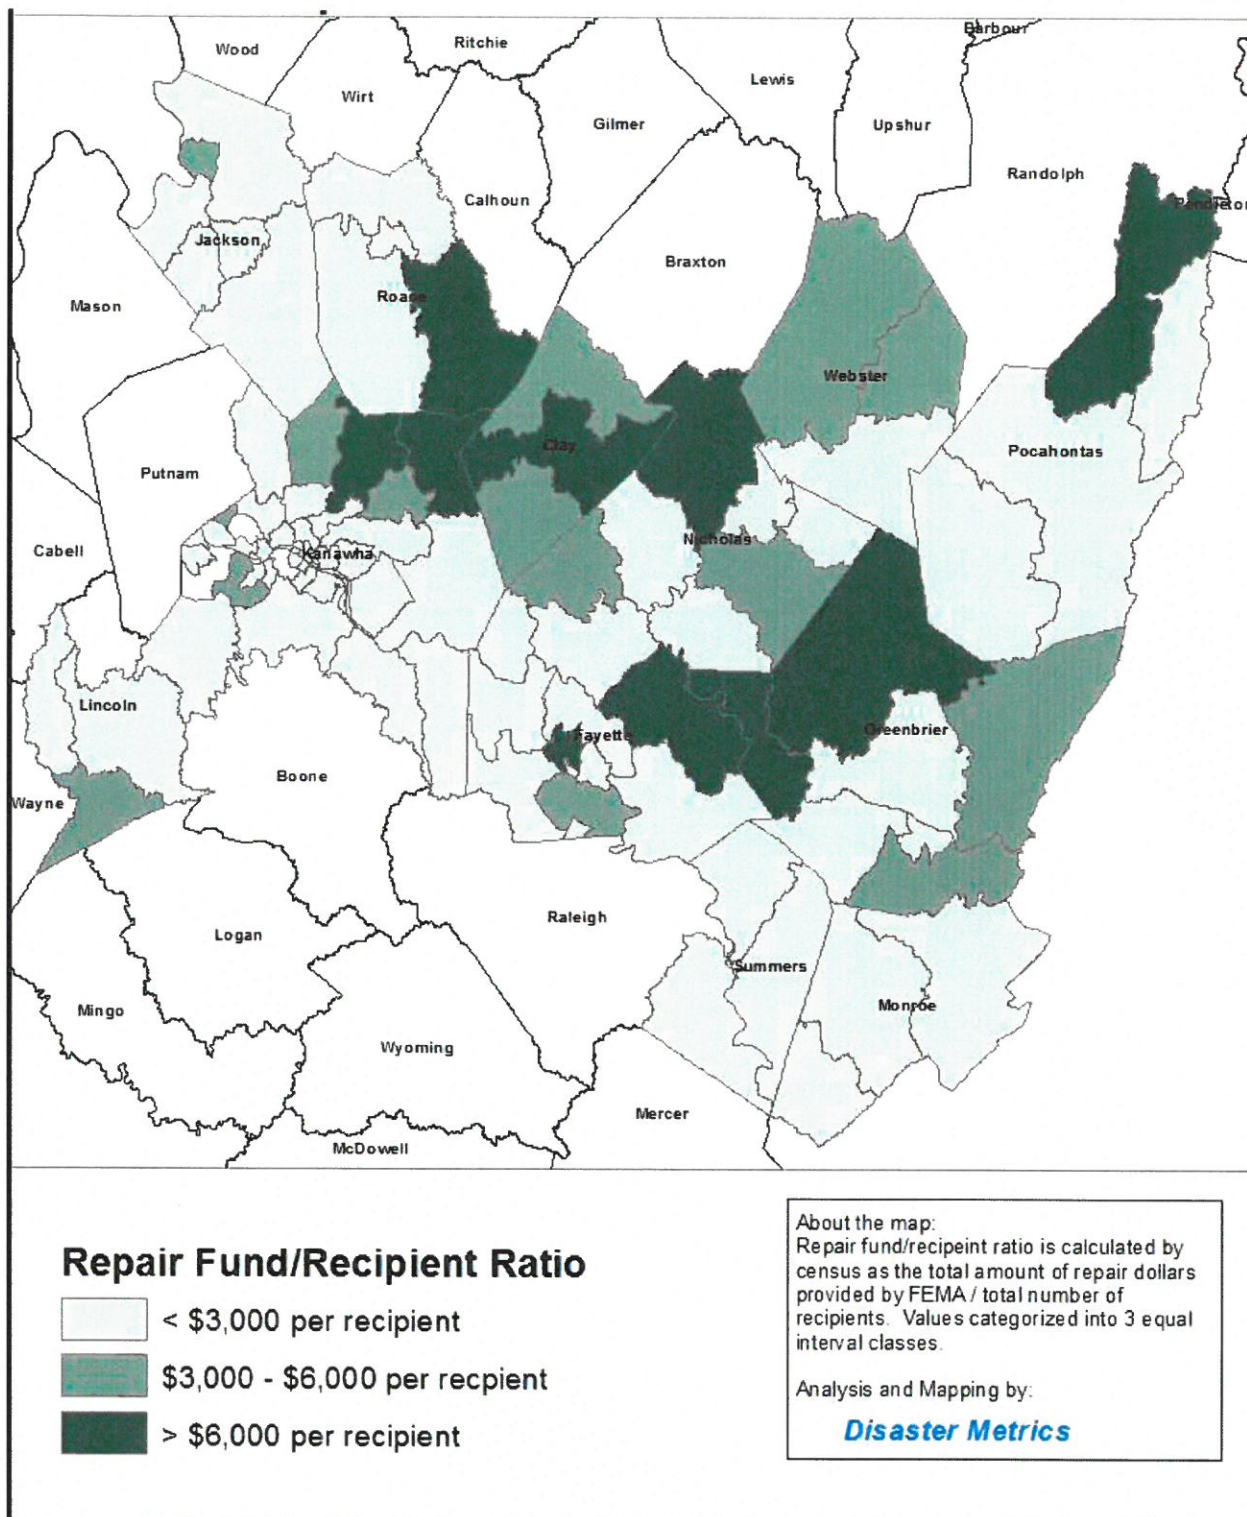 Barbour
Ritchie
Wood
Lewis
Wirt
Gilmer
Upshur
Randolph
Calhoun
Pendleton
Jackson
Braxton
Roane
Mason
Webster
Clay
Pocahontas
Putnam
Nicholas
Cabell
Kanawha
Lincoln
Greenbrier
Fayette
Boone
Wayne
Raleigh
Logan
Summers
Monroe
Mingo
Wyoming
Mercer
McDowell
Repair Fund/Recipient Ratio
< $3,000 per recipient
$3,000 - $6,000 per recpient
> $6,000 per recipient
About the map:
Repair fund/recipeint ratio is calculated by
census as the total amount of repair dollars
provided by FEMA / total number of
recipients. Values categorized into 3 equal
interval classes.
Analysis and Mapping by:
Disaster Metrics